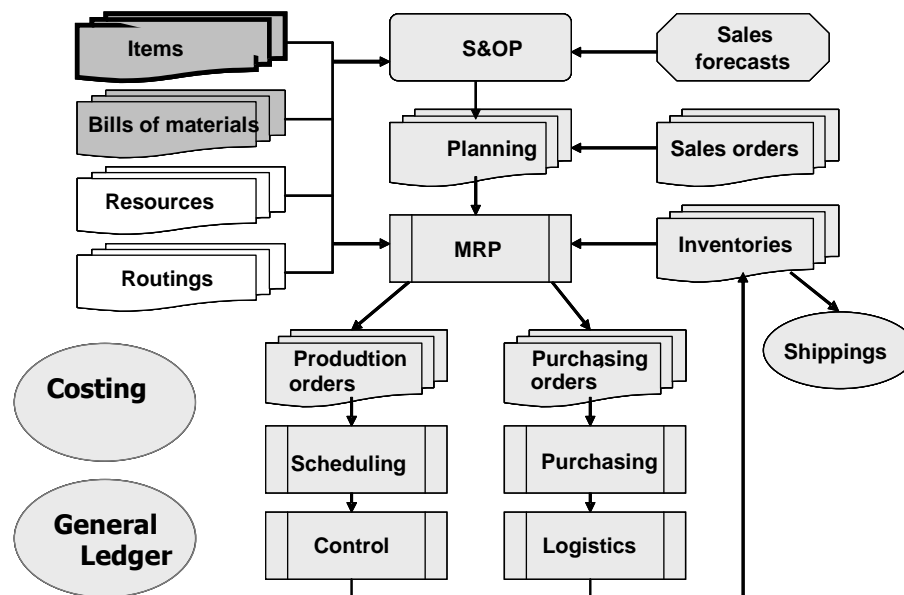 Items
S&OP
Sales
forecasts
Bills of materials
Planning
Sales orders
Resources
MRP
Inventories
Routings
Produdtion
orders
Purchasing
orders
Shippings
Costing
Scheduling
Purchasing
General
Ledger
Control
Logistics